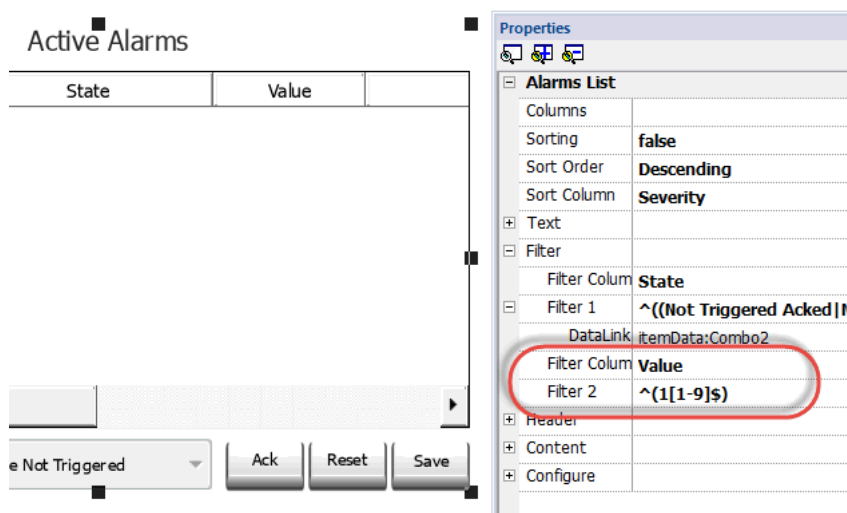 Active Alarms
State Value
e Not Triggered
Ack Reset Save
Properties
Alarms List
Columns
Sorting false
Sort Order Descending
Sort Column Severity
Text
Filter
Filter Colum State
Filter 1 ^((Not Triggered Acked|N
DataLink itemData:Combo2
Filter Colum Value
Filter 2 ^(1[1-9]$)
Header
Content
Configure